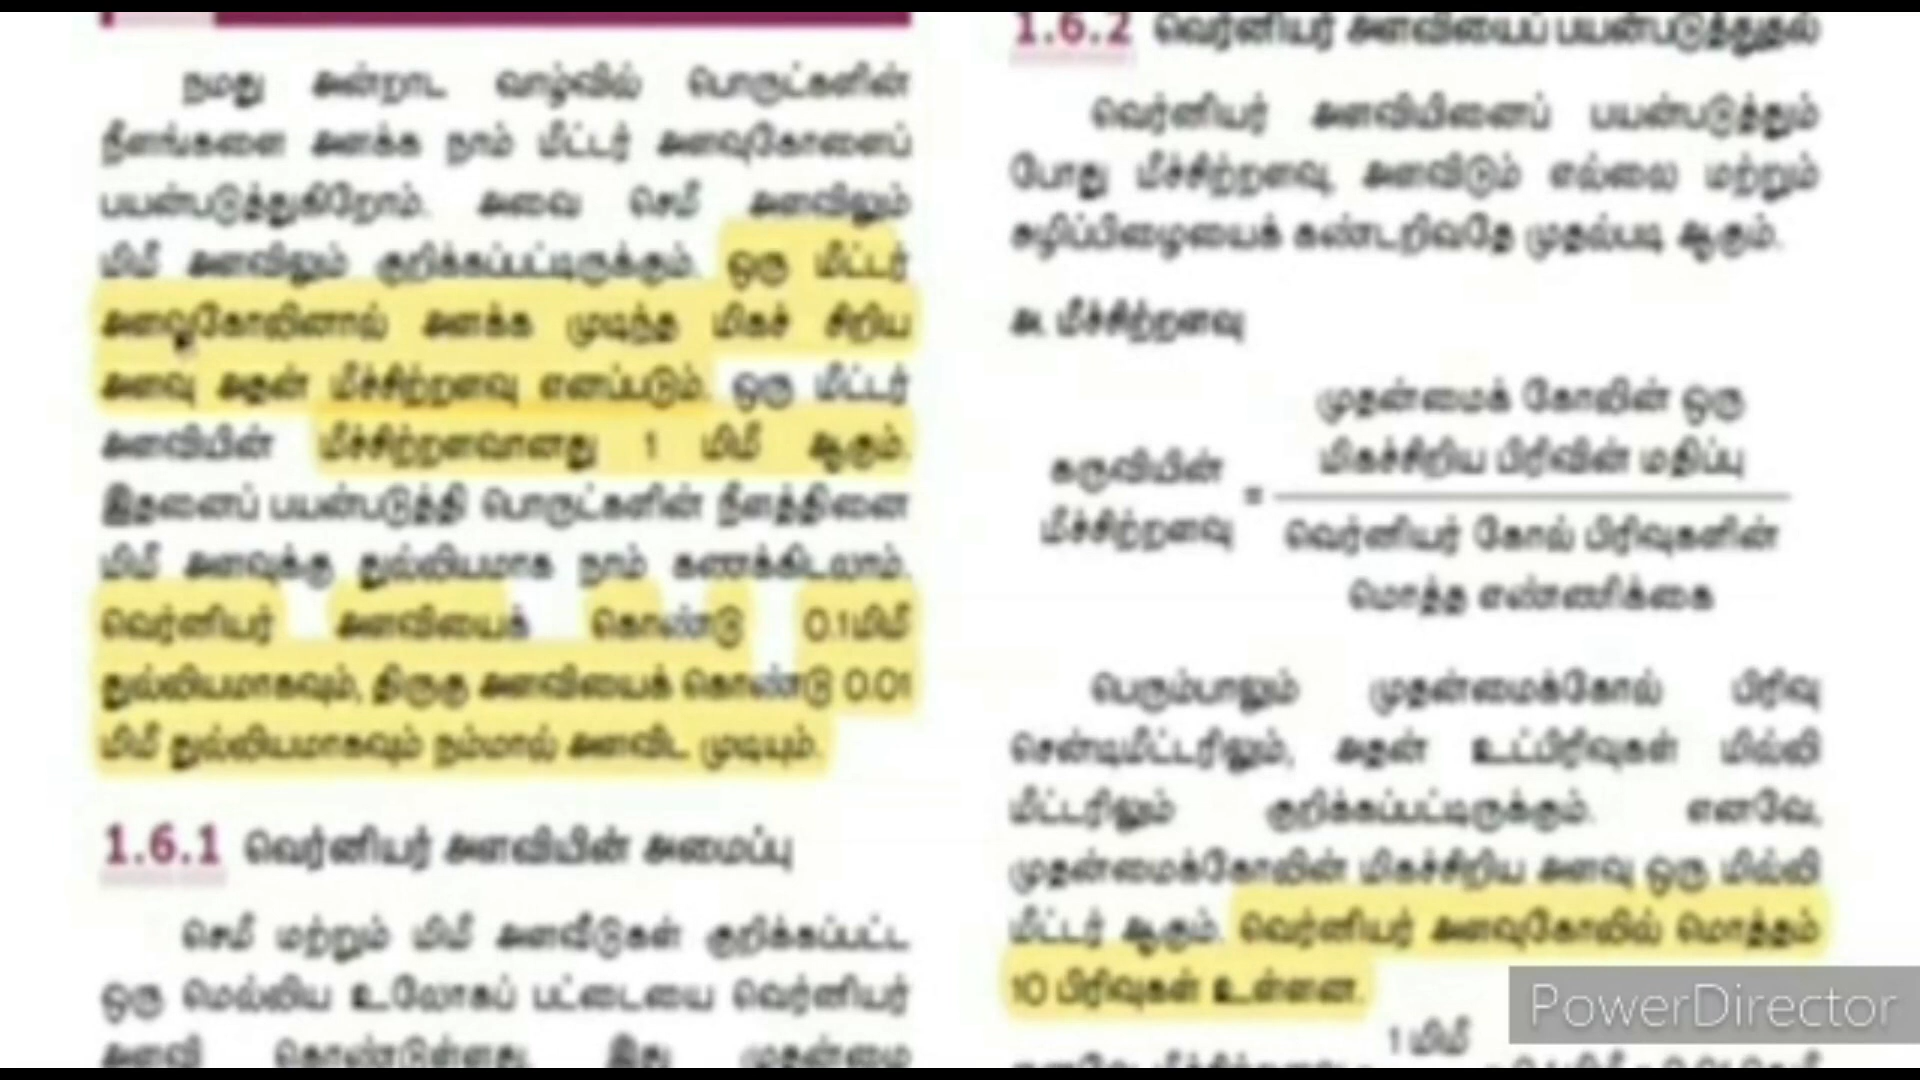 நமது அன்றாட வாழ்வில் பொருட்களின்
நீளங்களை அளக்க நாம் மீட்டர் அளவுகோலைப்
பயன்படுத்துகிறோம். அவை செமீ அளவிலும்
மிமீ அளவிலும் குறிக்கப்பட்டிருக்கும். ஒரு மீட்டர்
அளவுகோலினால் அளக்க முடிந்த மிகச் சிறிய
அளவு அதன் மீச்சிற்றளவு எனப்படும். ஒரு மீட்டர்
அளவியின் மீச்சிற்றளவானது 1 மிமீ ஆகும்.
இதனைப் பயன்படுத்தி பொருட்களின் நீளத்தினை
மிமீ அளவுக்கு துல்லியமாக நாம் கணக்கிடலாம்.
வெர்னியர் அளவியைக் கொண்டு 0.1மிமீ
துல்லியமாகவும், திருகு அளவியைக் கொண்டு 0.01
மிமீ துல்லியமாகவும் நம்மால் அளவிட முடியும்.
1.6.1 வெர்னியர் அளவியின் அமைப்பு
செமீ மற்றும் மிமீ அளவீடுகள் குறிக்கப்பட்ட
ஒரு மெல்லிய உலோகப் பட்டையை வெர்னியர்
அளவி கொண்டுள்ளது. இது முதன்மை
1.6.2 வெர்னியர் அளவியைப் பயன்படுத்துதல்
வெர்னியர் அளவியினைப் பயன்படுத்தும்
போது மீச்சிற்றளவு, அளவிடும் எல்லை மற்றும்
சுழிப்பிழையைக் கண்டறிவதே முதல்படி ஆகும்.
அ. மீச்சிற்றளவு
முதன்மைக் கோலின் ஒரு
மிகச்சிறிய பிரிவின் மதிப்பு
கருவியின்
மீச்சிற்றளவு =
வெர்னியர் கோல் பிரிவுகளின்
மொத்த எண்ணிக்கை
பெரும்பாலும் முதன்மைக்கோல் பிரிவு
சென்டிமீட்டரிலும், அதன் உட்பிரிவுகள் மில்லி
மீட்டரிலும் குறிக்கப்பட்டிருக்கும். எனவே,
முதன்மைக்கோலின் மிகச்சிறிய அளவு ஒரு மில்லி
மீட்டர் ஆகும். வெர்னியர் அளவுகோலில் மொத்தம்
10 பிரிவுகள் உள்ளன.
1 மிமீ
PowerDirector